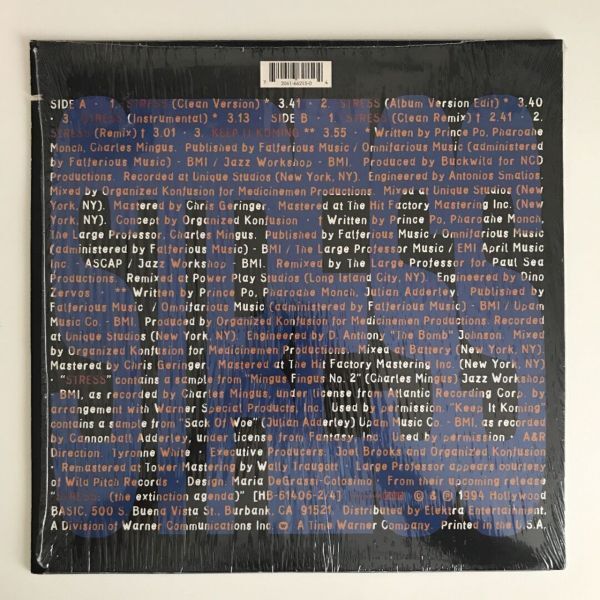 7 2061-66215-0 4
SIDE A · 1. STRESS (Clean Version) * 3.41 · 2. STRESS (Album Version Edit) * 3.40
· 3. STRESS (Instrumental) * 3.13 · SIDE B · 1. STRESS (Clean Remix) † 2.41 · 2.
STRESS (Remix) † 3.01 · 3. KEEP IT KOMING ** 3.55 · * Written by Prince Po, Pharoahe
Monch, Charles Mingus. Published by Falferious Music / Omnifarious Music (administered
by Falferious Music) - BMI / Jazz Workshop - BMI. Produced by Buckwild for NCD
Productions. Recorded at Unique Studios (New York, NY). Engineered by Antonios Smalios.
Mixed by Organized Konfusion for Medicinemen Productions. Mixed at Unique Studios (New
York, NY). Mastered by Chris Geringer. Mastered at The Hit Factory Mastering Inc. (New
York, NY). Concept by Organized Konfusion · † Written by Prince Po, Pharoahe Monch,
The Large Professor, Charles Mingus. Published by Falferious Music / Omnifarious Music
(administered by Falferious Music) - BMI / The Large Professor Music / EMI April Music
Inc. - ASCAP / Jazz Workshop - BMI. Remixed by The Large Professor for Paul Sea
Productions. Remixed at Power Play Studios (Long Island City, NY). Engineered by Dino
Zervos · ** Written by Prince Po, Pharoahe Monch, Julian Adderley. Published by
Falferious Music / Omnifarious Music (administered by Falferious Music) - BMI / Upam
Music Co. - BMI. Produced by Organized Konfusion for Medicinemen Productions. Recorded
at Unique Studios (New York, NY). Engineered by Anthony "The Bomb" Johnson. Mixed
by Organized Konfusion for Medicinemen Productions. Mixed at Battery (New York, NY).
Mastered by Chris Geringer. Mastered at The Hit Factory Mastering Inc. (New York, NY)
· "STRESS" contains a sample from "Mingus Fingus No. 2" (Charles Mingus) Jazz Workshop
- BMI, as recorded by Charles Mingus, under license from Atlantic Recording Corp. by
arrangement with Warner Special Products, Inc. Used by permission. "Keep It Koming"
contains a sample from "Sack Of Woe" (Julian Adderley) Upam Music Co. - BMI. as recorded
by Cannonball Adderley, under license from Fantasy Inc. Used by permission · A&R
Direction: Tyronne White · Executive Producers: Joel Brooks and Organized Konfusion
· Remastered at Tower Mastering by Wally Traugott · Large Professor appears courtesy
of Wild Pitch Records · Design: Maria DeGrassi-Colosimo · From the upcoming release
"STRESS: (the extinction agenda)" [HB-61406-2/4] © & ℗ 1994 Hollywood
BASIC, 500 S. Buena Vista St., Burbank, CA 91521. Distributed by Elektra Entertainment,
A Division of Warner Communications Inc. A Time Warner Company. Printed in the U.S.A.